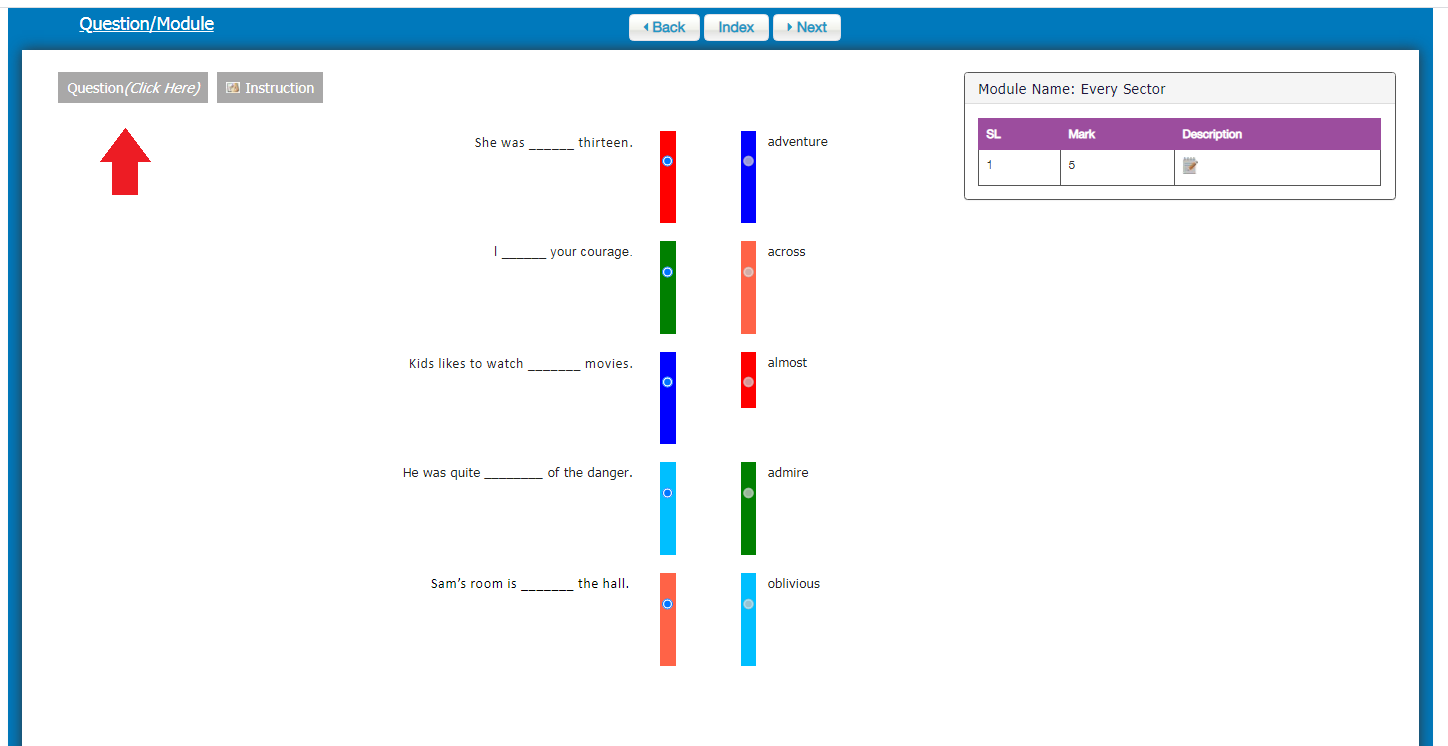 Question/Module
Back Index Next
Question(Click Here) Instruction
Module Name: Every Sector
SL Mark Description
1 5
She was ______ thirteen. adventure
I ______ your courage. across
Kids likes to watch _______ movies. almost
He was quite ________ of the danger. admire
Sam’s room is _______ the hall. oblivious